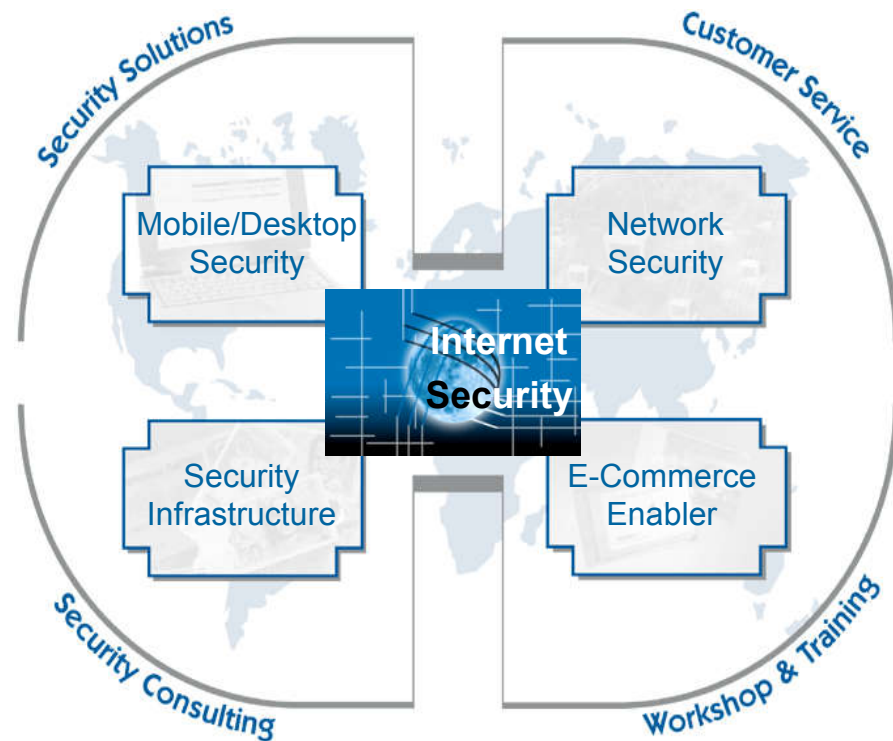 Security Solutions
Customer Service
Mobile/Desktop
Security
Network
Security
Internet
Security
Security
Infrastructure
E-Commerce
Enabler
Security Consulting
Workshop & Training